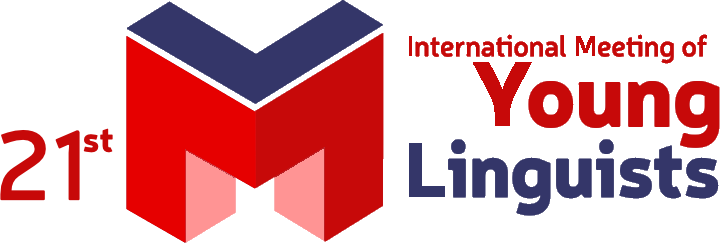 21st
M
International Meeting of
Young
Linguists